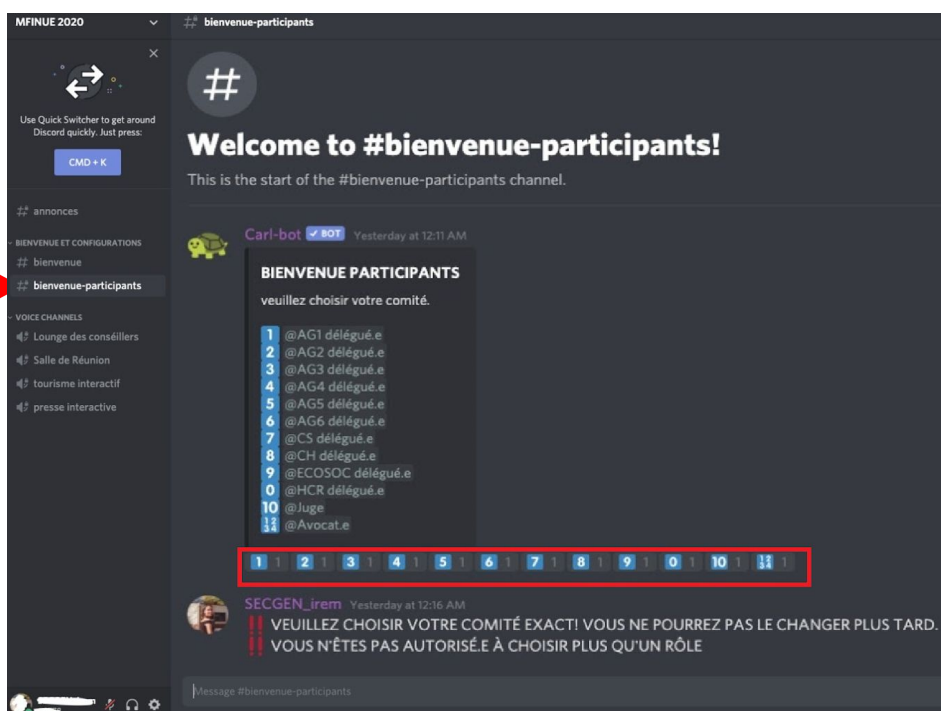 MFINUE 2020
bienvenue-participants
Use Quick Switcher to get around
Discord quickly. Just press:
CMD + K
annonces
BIENVENUE ET CONFIGURATIONS
bienvenue
bienvenue-participants
VOICE CHANNELS
Lounge des conséillers
Salle de Réunion
tourisme interactif
presse interactive
#
Welcome to #bienvenue-participants!
This is the start of the #bienvenue-participants channel.
Carl-bot BOT Yesterday at 12:11 AM
BIENVENUE PARTICIPANTS
veuillez choisir votre comité.
1 @AG1 délégué.e
2 @AG2 délégué.e
3 @AG3 délégué.e
4 @AG4 délégué.e
5 @AG5 délégué.e
6 @AG6 délégué.e
7 @CS délégué.e
8 @CH délégué.e
9 @ECOSOC délégué.e
0 @HCR délégué.e
10 @Juge
1234 @Avocat.e
1 1 2 1 3 1 4 1 5 1 6 1 7 1 8 1 9 1 0 1 10 1 1234 1
SECGEN_irem Yesterday at 12:16 AM
‼️ VEUILLEZ CHOISIR VOTRE COMITÉ EXACT! VOUS NE POURREZ PAS LE CHANGER PLUS TARD.
‼️ VOUS N'ÊTES PAS AUTORISÉ.E À CHOISIR PLUS QU'UN RÔLE
Message #bienvenue-participants